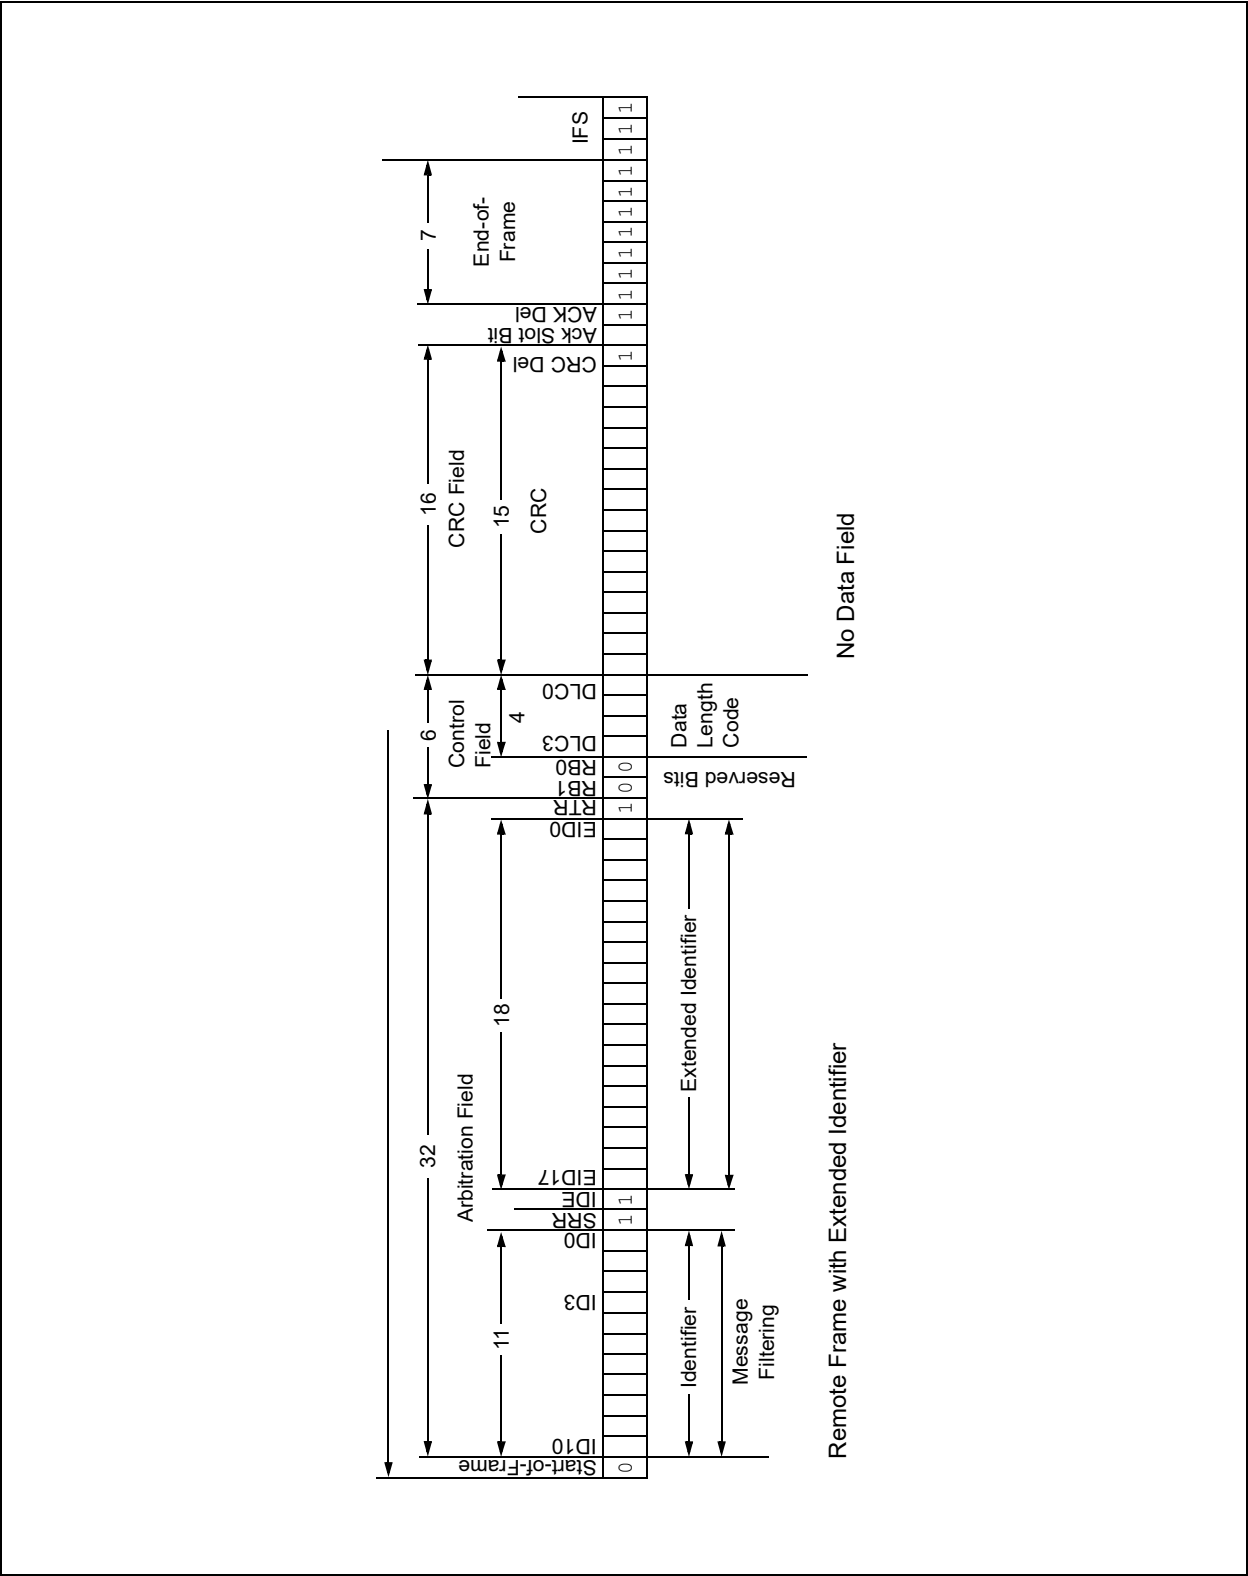 32
Arbitration Field
6
Control
Field
16
CRC Field
7
End-of-
Frame
IFS
11
18
4
15
CRC
Start-of-Frame
ID10
ID3
ID0
SRR
IDE
EID17
EID0
RTR
RB1
RB0
DLC3
DLC0
CRC Del
Ack Slot Bit
ACK Del
0 1 1 1 0 0 1 1 1 1 1 1 1 1 1 1 1 1
Identifier
Message
Filtering
Extended Identifier
Reserved Bits
Data
Length
Code
Remote Frame with Extended Identifier
No Data Field